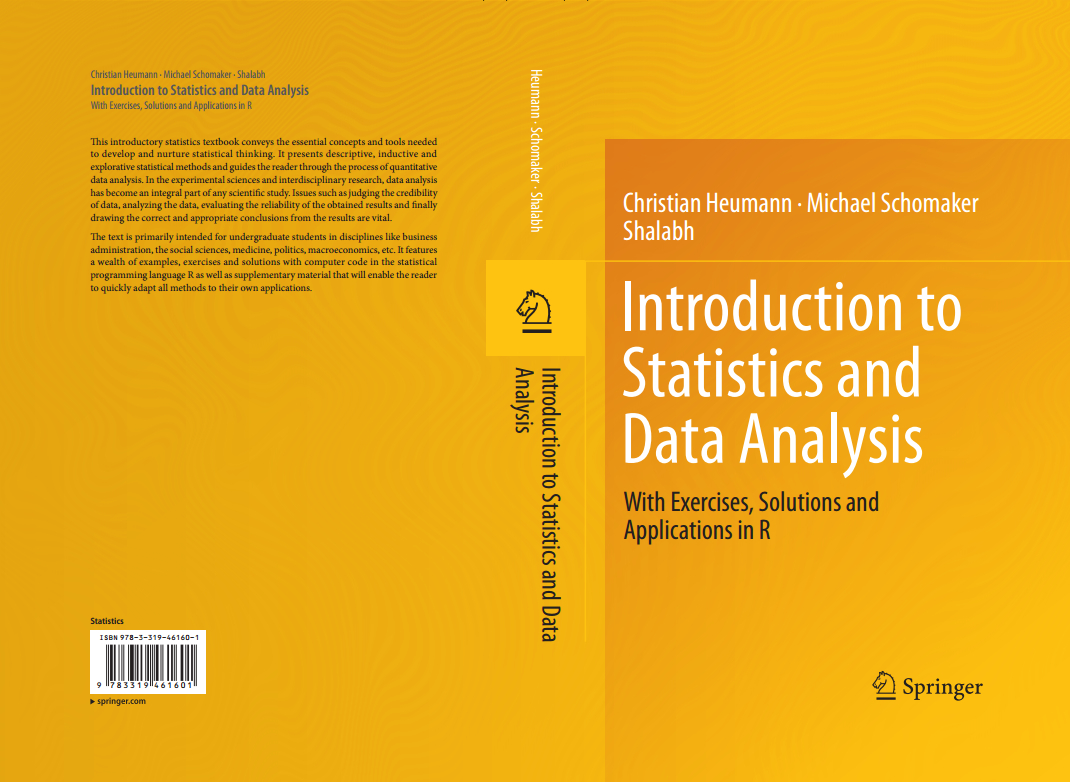 Christian Heumann · Michael Schomaker · Shalabh
Introduction to Statistics and Data Analysis
With Exercises, Solutions and Applications in R
This introductory statistics textbook conveys the essential concepts and tools needed
to develop and nurture statistical thinking. It presents descriptive, inductive and
explorative statistical methods and guides the reader through the process of quantitative
data analysis. In the experimental sciences and interdisciplinary research, data analysis
has become an integral part of any scientific study. Issues such as judging the credibility
of data, analyzing the data, evaluating the reliability of the obtained results and finally
drawing the correct and appropriate conclusions from the results are vital.
The text is primarily intended for undergraduate students in disciplines like business
administration, the social sciences, medicine, politics, macroeconomics, etc. It features
a wealth of examples, exercises and solutions with computer code in the statistical
programming language R as well as supplementary material that will enable the reader
to quickly adapt all methods to their own applications.
Statistics
ISBN 978-3-319-46160-1
9 783319 461601
springer.com
Heumann · Schomaker · Shalabh
Introduction to Statistics and Data
Analysis
Christian Heumann · Michael Schomaker
Shalabh
Introduction to
Statistics and
Data Analysis
With Exercises, Solutions and
Applications in R
Springer